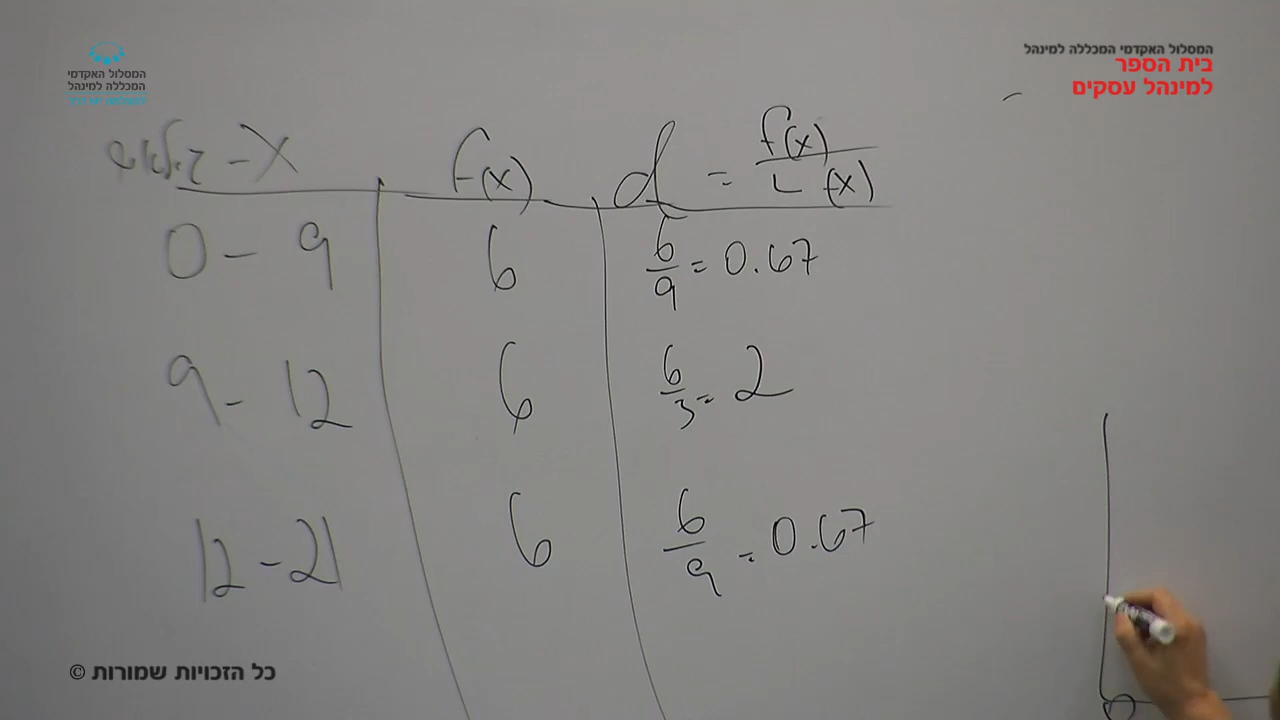 המסלול האקדמי המכללה למינהל
בית הספר
למינהל עסקים
המסלול האקדמי
המכללה למינהל
X -
f(x)
d = f(x) / L(x)
0 - 9
6
6/9 = 0.67
9 - 12
6
6/3 = 2
12 - 21
6
6/9 = 0.67
0
כל הזכויות שמורות ©